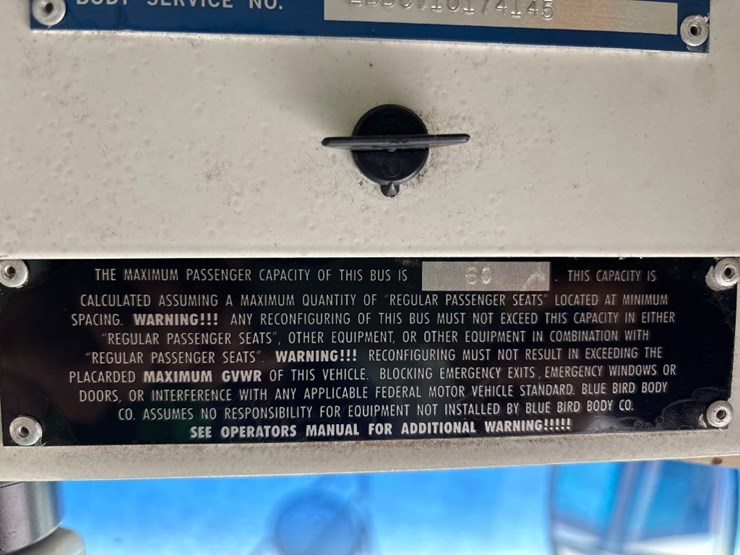 BODY SERVICE NO.
THE MAXIMUM PASSENGER CAPACITY OF THIS BUS IS 60 . THIS CAPACITY IS
CALCULATED ASSUMING A MAXIMUM QUANTITY OF "REGULAR PASSENGER SEATS" LOCATED AT MINIMUM
SPACING. WARNING!!! ANY RECONFIGURING OF THIS BUS MUST NOT EXCEED THIS CAPACITY IN EITHER
"REGULAR PASSENGER SEATS", OTHER EQUIPMENT, OR OTHER EQUIPMENT IN COMBINATION WITH
"REGULAR PASSENGER SEATS". WARNING!!! RECONFIGURING MUST NOT RESULT IN EXCEEDING THE
PLACARDED MAXIMUM GVWR OF THIS VEHICLE. BLOCKING EMERGENCY EXITS, EMERGENCY WINDOWS OR
DOORS, OR INTERFERENCE WITH ANY APPLICABLE FEDERAL MOTOR VEHICLE STANDARD. BLUE BIRD BODY
CO. ASSUMES NO RESPONSIBILITY FOR EQUIPMENT NOT INSTALLED BY BLUE BIRD BODY CO.
SEE OPERATORS MANUAL FOR ADDITIONAL WARNING!!!!!